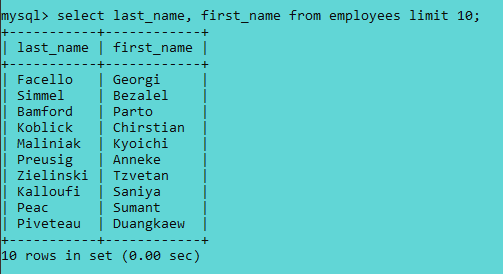 mysql> select last_name, first_name from employees limit 10;
+-----------+------------+
| last_name | first_name |
+-----------+------------+
| Facello   | Georgi     |
| Simmel    | Bezalel    |
| Bamford   | Parto      |
| Koblick   | Chirstian  |
| Maliniak  | Kyoichi    |
| Preusig   | Anneke     |
| Zielinski | Tzvetan    |
| Kalloufi  | Saniya     |
| Peac      | Sumant     |
| Piveteau  | Duangkaew  |
+-----------+------------+
10 rows in set (0.00 sec)